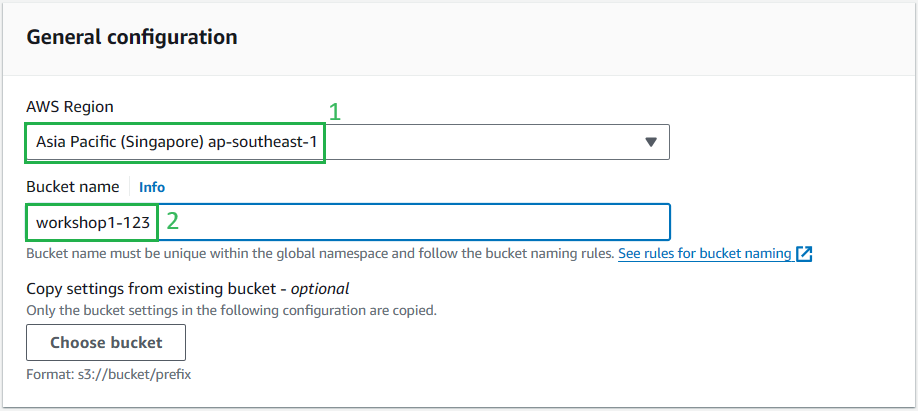 General configuration
AWS Region
1
Asia Pacific (Singapore) ap-southeast-1
Bucket name Info
workshop1-123 2
Bucket name must be unique within the global namespace and follow the bucket naming rules. See rules for bucket naming
Copy settings from existing bucket - optional
Only the bucket settings in the following configuration are copied.
Choose bucket
Format: s3://bucket/prefix